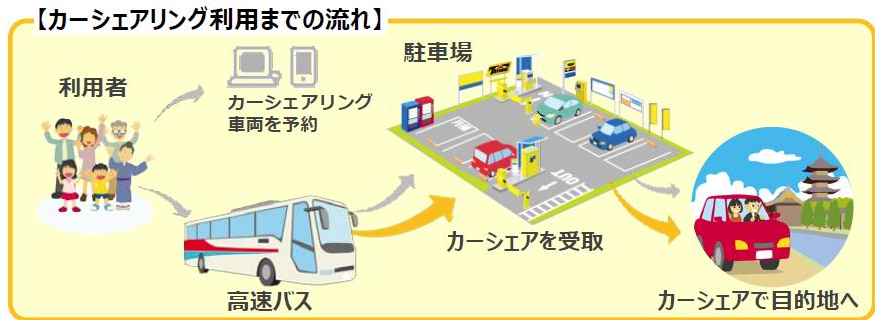 【カーシェアリング利用までの流れ】
利用者
カーシェアリング
車両を予約
駐車場
OUT
カーシェアを受取
高速バス
カーシェアで目的地へ